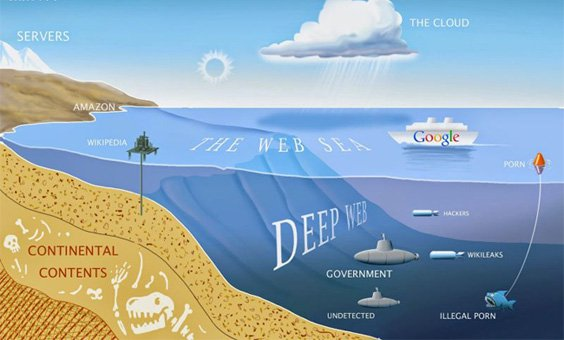 SERVERS
THE CLOUD
AMAZON
WIKIPEDIA
THE WEB SEA
Google
PORN
DEEP WEB
HACKERS
CONTINENTAL
CONTENTS
GOVERNMENT
WIKILEAKS
UNDETECTED
ILLEGAL PORN